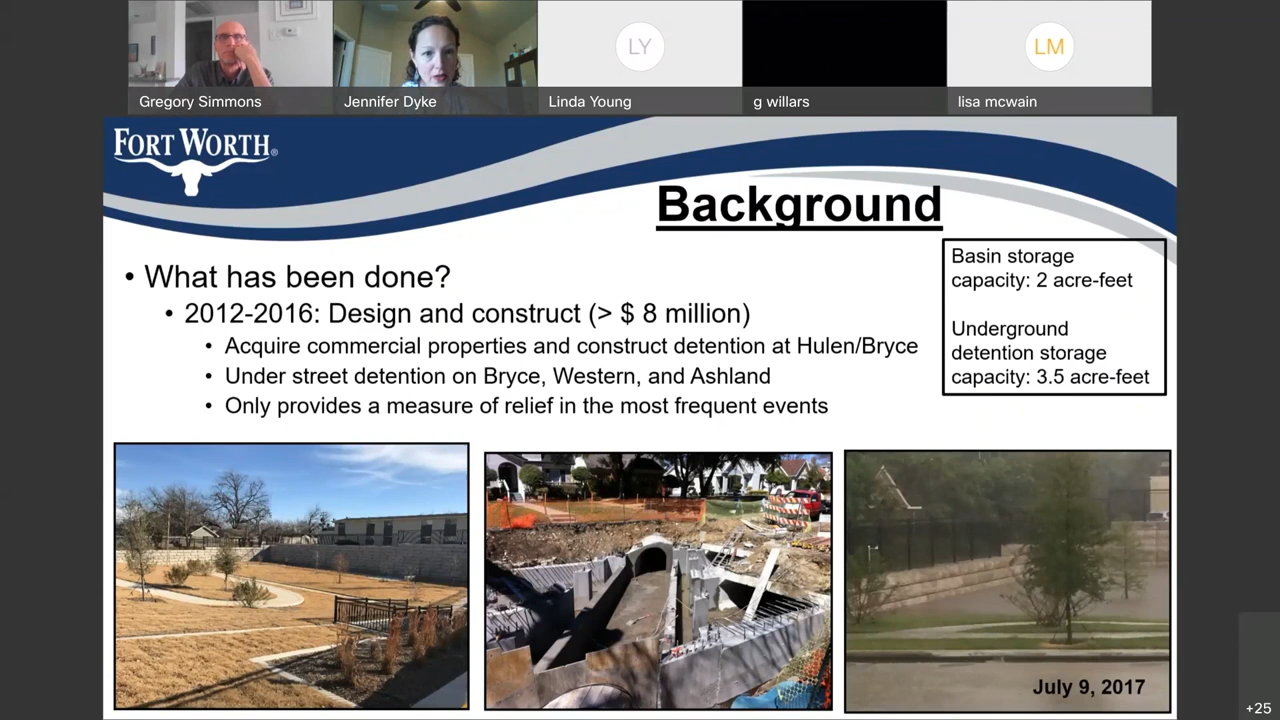 LY
LM
Gregory Simmons
Jennifer Dyke
Linda Young
g willars
lisa mcwain
FORT WORTH®
Background
• What has been done?
• 2012-2016: Design and construct (> $ 8 million)
• Acquire commercial properties and construct detention at Hulen/Bryce
• Under street detention on Bryce, Western, and Ashland
• Only provides a measure of relief in the most frequent events
Basin storage
capacity: 2 acre-feet
Underground
detention storage
capacity: 3.5 acre-feet
July 9, 2017
+25